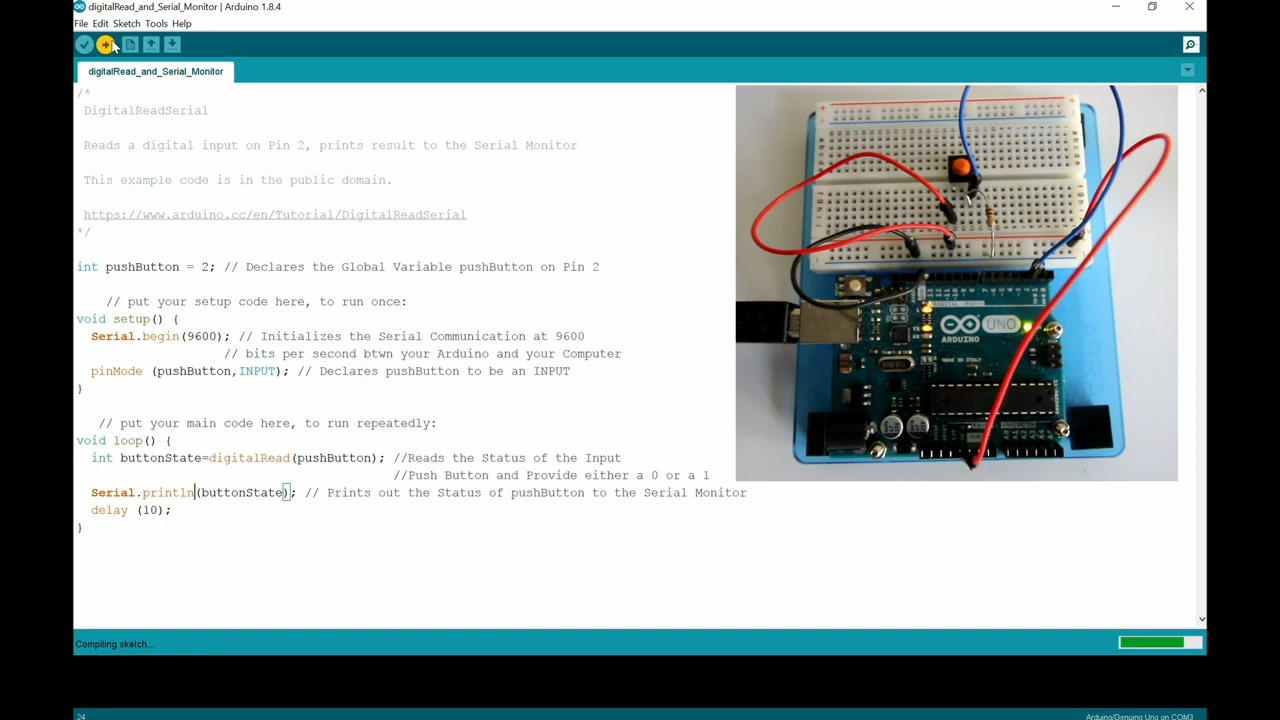 digitalRead_and_Serial_Monitor | Arduino 1.8.4
File Edit Sketch Tools Help
digitalRead_and_Serial_Monitor
/*
DigitalReadSerial
Reads a digital input on Pin 2, prints result to the Serial Monitor
This example code is in the public domain.
https://www.arduino.cc/en/Tutorial/DigitalReadSerial
*/
int pushButton = 2; // Declares the Global Variable pushButton on Pin 2
// put your setup code here, to run once:
void setup() {
Serial.begin(9600); // Initializes the Serial Communication at 9600
// bits per second btwn your Arduino and your Computer
pinMode (pushButton,INPUT); // Declares pushButton to be an INPUT
}
// put your main code here, to run repeatedly:
void loop() {
int buttonState=digitalRead(pushButton); //Reads the Status of the Input
//Push Button and Provide either a 0 or a 1
Serial.println(buttonState); // Prints out the Status of pushButton to the Serial Monitor
delay (10);
}
UNO
ARDUINO
MADE IN ITALY
Compiling sketch...
24
Arduino/Genuino Uno on COM3